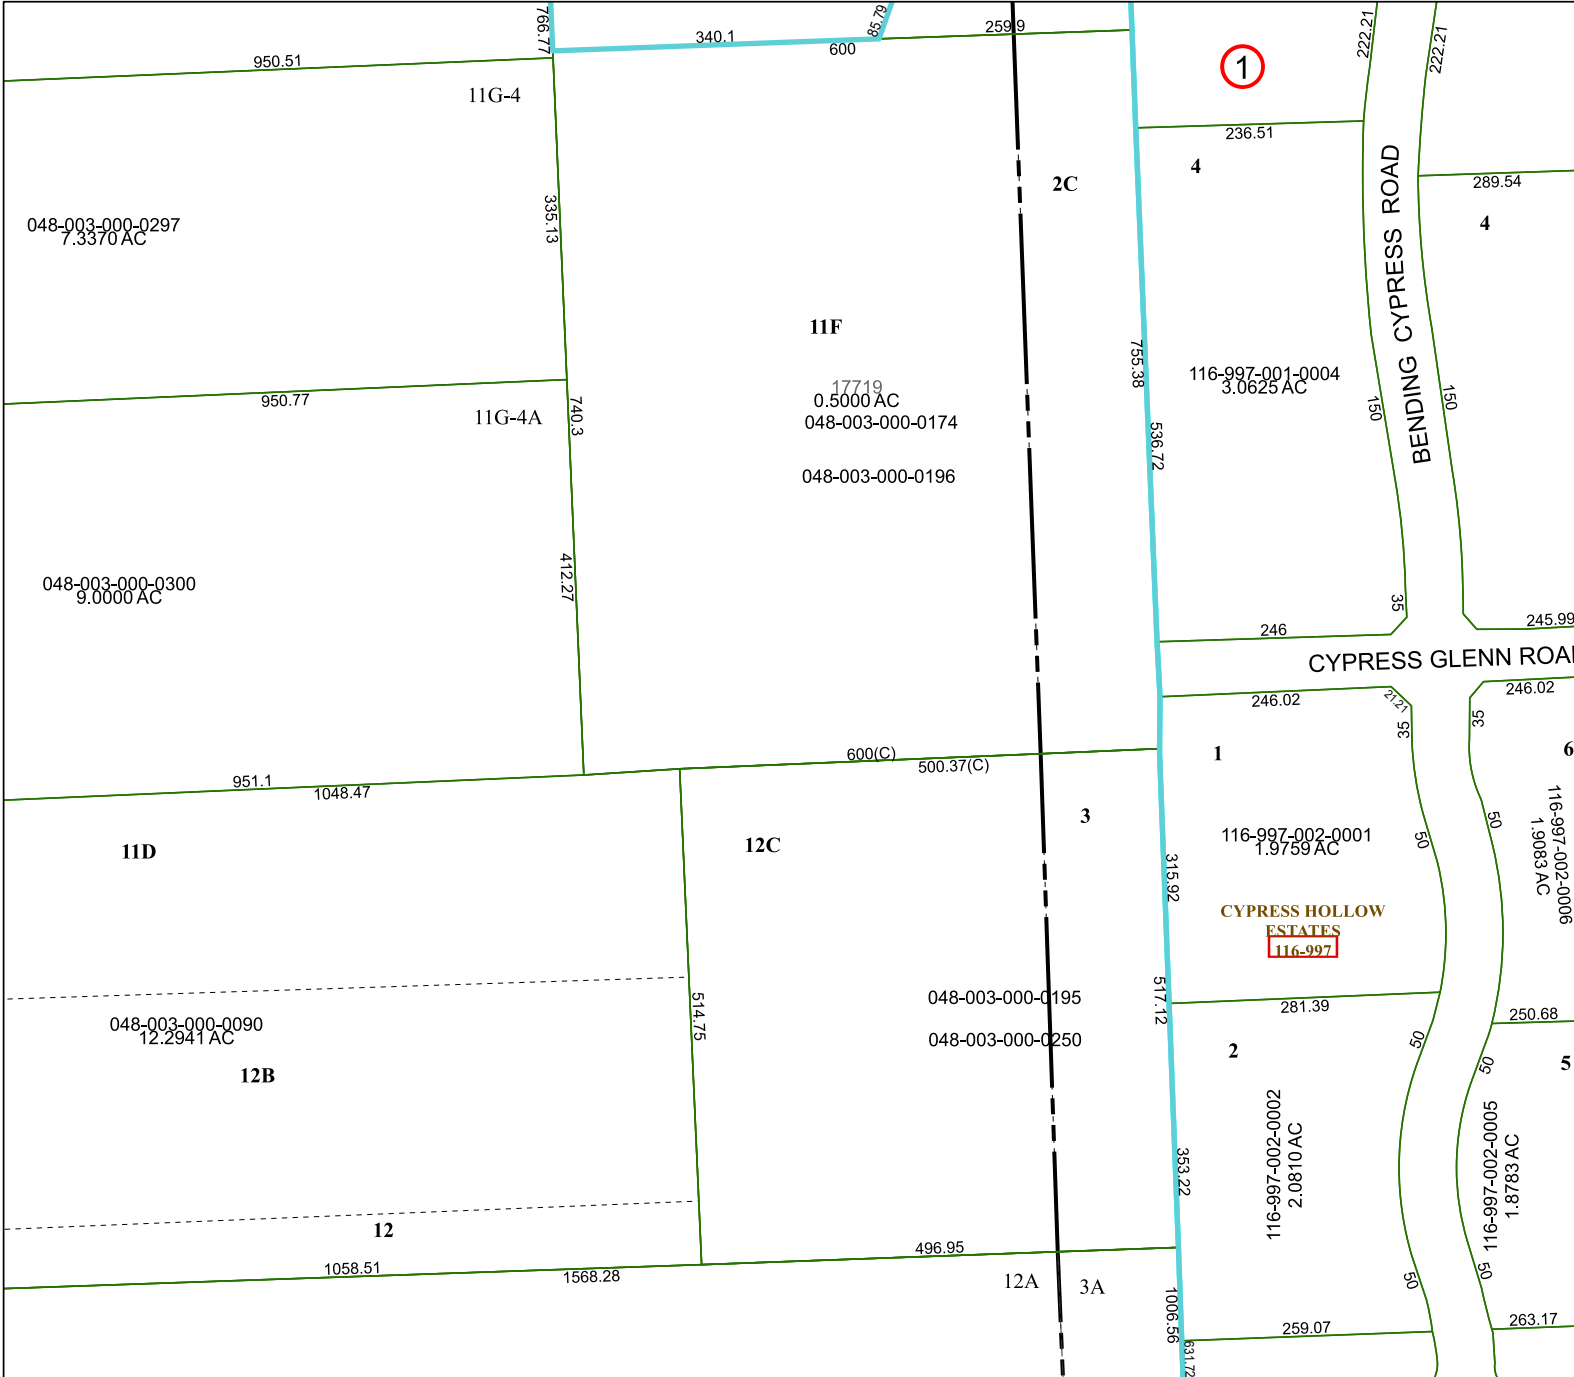 766.77
340.1
600
85.79
259.9
222.21
222.21
1
950.51
11G-4
236.51
4
2C
289.54
4
BENDING CYPRESS ROAD
048-003-000-0297
7.3370 AC
335.13
11F
17719
0.5000 AC
048-003-000-0174
048-003-000-0196
755.38
116-997-001-0004
3.0625 AC
150
150
950.77
11G-4A
740.3
536.72
412.27
048-003-000-0300
9.0000 AC
35
246
245.99
CYPRESS GLENN ROAD
246.02
21.21
35
35
246.02
951.1
1048.47
600(C)
500.37(C)
1
6
11D
12C
3
50
50
116-997-002-0006
1.9083 AC
116-997-002-0001
1.9759 AC
315.92
CYPRESS HOLLOW
ESTATES
116-997
514.75
048-003-000-0195
517.12
281.39
250.68
048-003-000-0090
12.2941 AC
048-003-000-0250
2
50
50
5
12B
116-997-002-0002
2.0810 AC
116-997-002-0005
1.8783 AC
353.22
12
496.95
1058.51
1568.28
12A
3A
50
50
1006.56
259.07
263.17
631.72